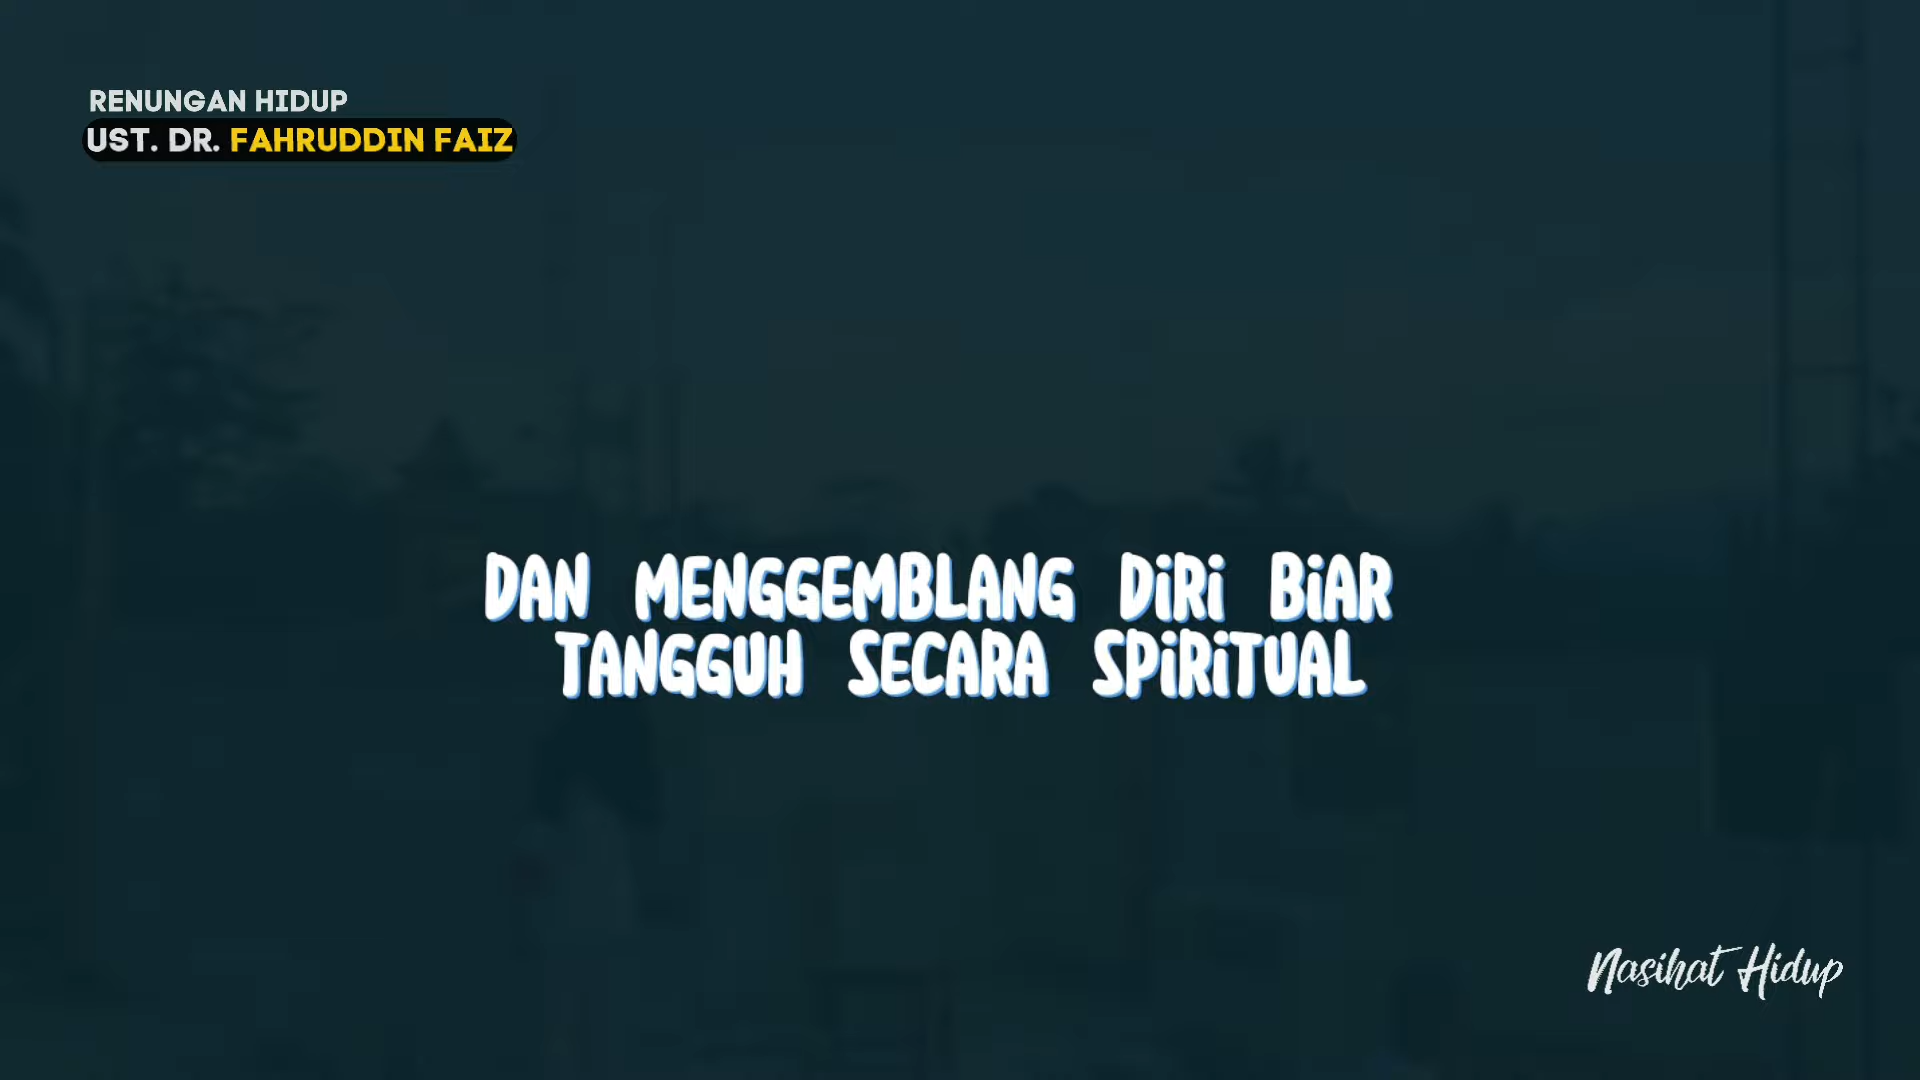 RENUNGAN HIDUP
UST. DR. FAHRUDDIN FAIZ
DAN MENGGEMBLANG DiRi BiAR
TANGGUH SECARA SPiRiTUAL
Nasihat Hidup